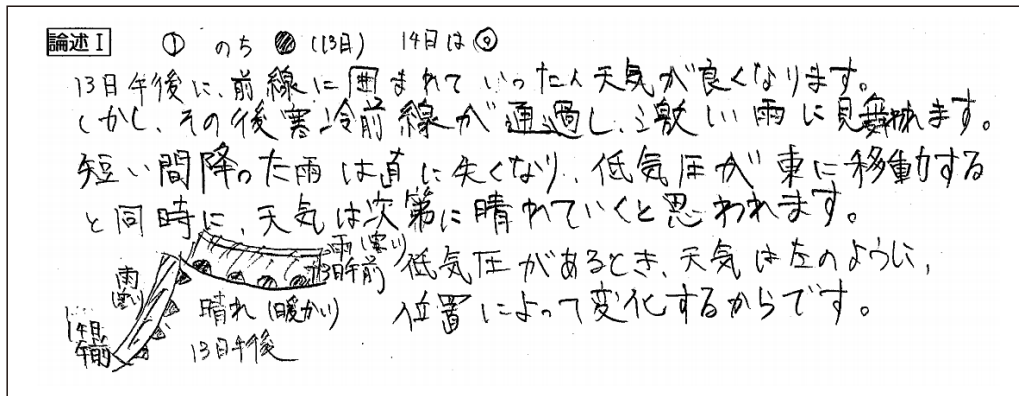 論述Ⅰ ① のち ● (13日) 14日は ◎
13日午後に、前線に囲まれていったん天気が良くなります。
しかし、その後寒冷前線が通過し、激しい雨に見舞われます。
短い間降った雨は直に失くなり、低気圧が東に移動する
と同時に、天気は次第に晴れていくと思われます。
雨(寒い)
13日午前
低気圧があるとき、天気は左のように、
雨
晴れ(暖かい)
位置によって変化するからです。
14日
午前
13日午後